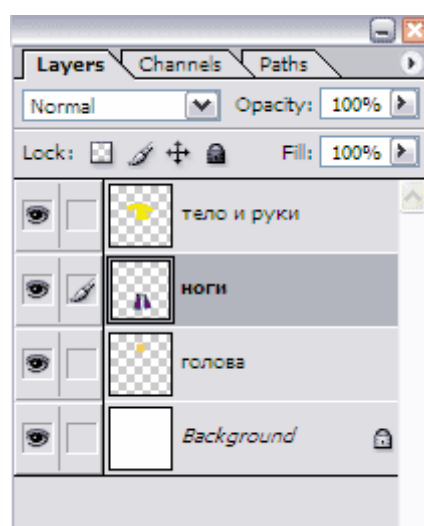 Layers Channels Paths
Normal Opacity: 100%
Lock: Fill: 100%
тело и руки
ноги
голова
Background